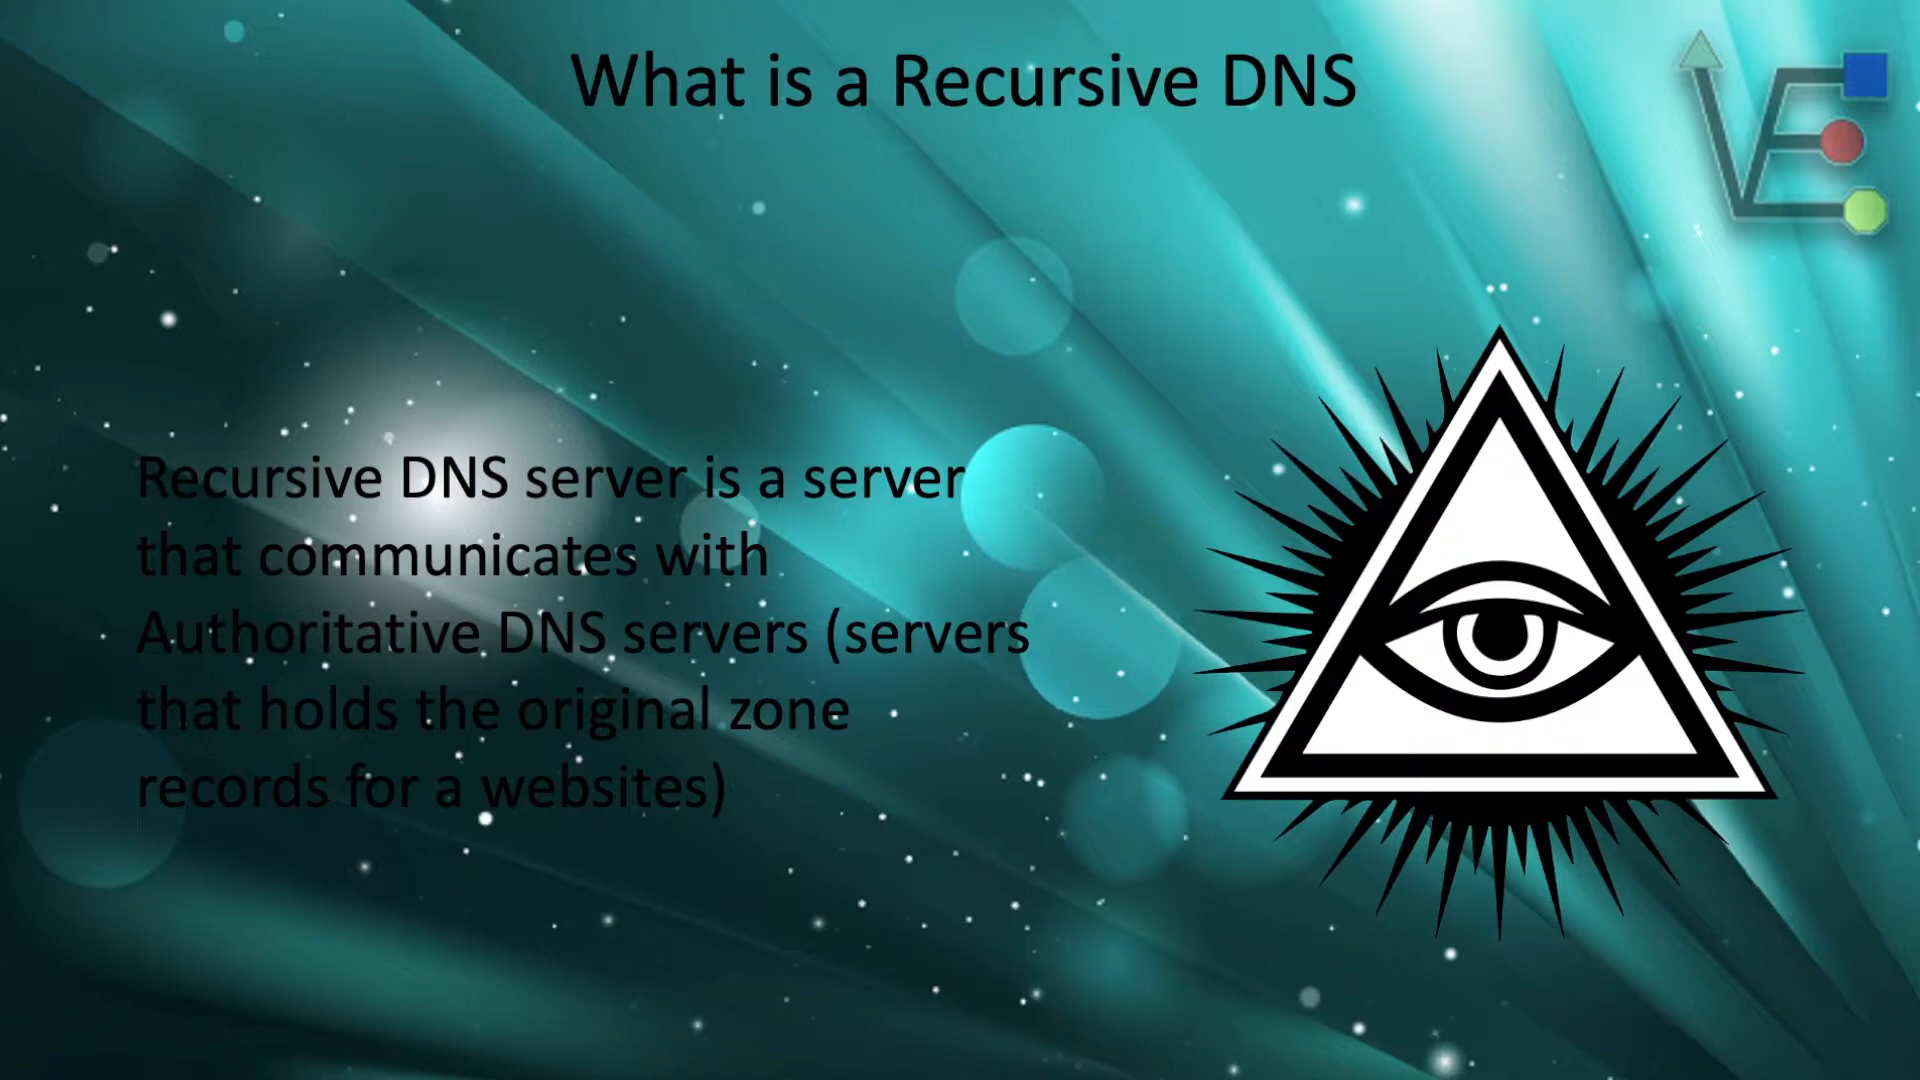 What is a Recursive DNS
Recursive DNS server is a server
that communicates with
Authoritative DNS servers (servers
that holds the original zone
records for a websites)